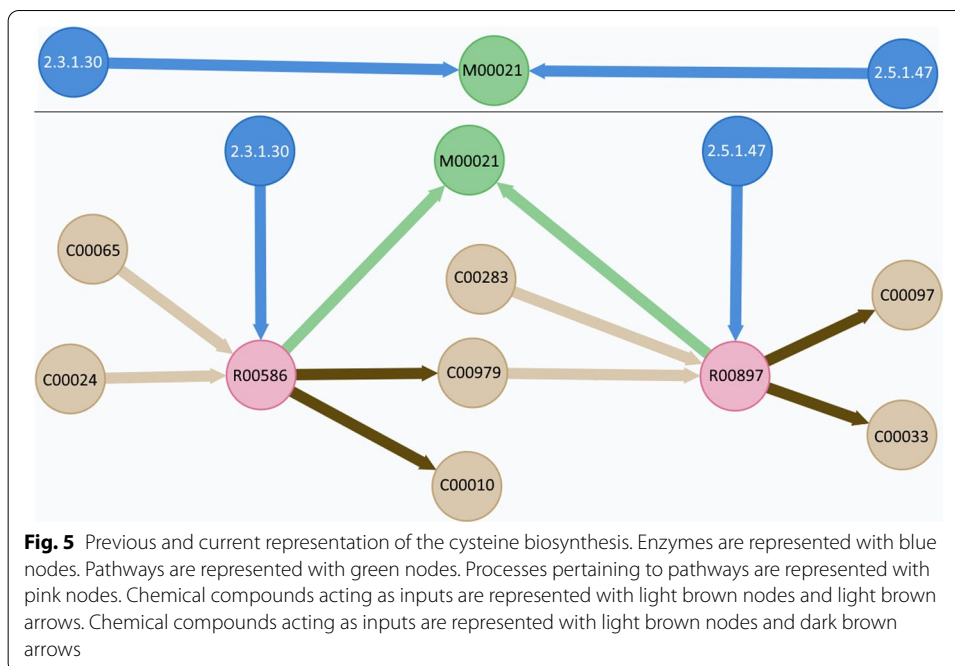 2.3.1.30
M00021
2.5.1.47
2.3.1.30
M00021
2.5.1.47
C00065
C00283
C00097
C00024
R00586
C00979
R00897
C00033
C00010
Fig. 5 Previous and current representation of the cysteine biosynthesis. Enzymes are represented with blue
nodes. Pathways are represented with green nodes. Processes pertaining to pathways are represented with
pink nodes. Chemical compounds acting as inputs are represented with light brown nodes and light brown
arrows. Chemical compounds acting as inputs are represented with light brown nodes and dark brown
arrows